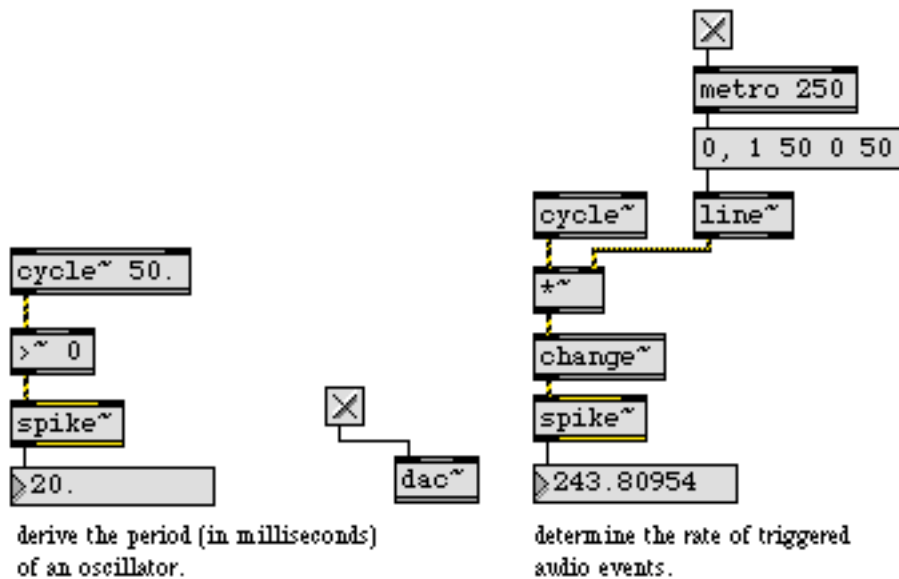 metro 250
0, 1 50 0 50
cycle~
line~
*~
change~
spike~
243.80954
determine the rate of triggered
audio events.
cycle~ 50.
>~ 0
spike~
20.
derive the period (in milliseconds)
of an oscillator.
dac~